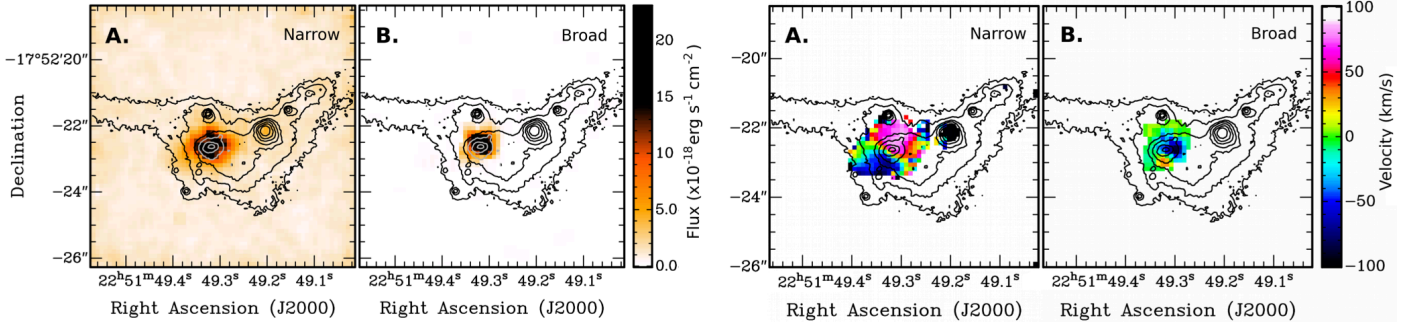 A. Narrow
B. Broad
−17°52′20″
−22″
−24″
−26″
Declination
22ʰ51ᵐ49.4ˢ 49.3ˢ 49.2ˢ 49.1ˢ
Right Ascension (J2000)
22ʰ51ᵐ49.4ˢ 49.3ˢ 49.2ˢ 49.1ˢ
Right Ascension (J2000)
20
15
10
5.0
0.0
Flux (x10⁻¹⁸erg s⁻¹ cm⁻²)
A. Narrow
B. Broad
−20″
−22″
−24″
−26″
22ʰ51ᵐ49.4ˢ 49.3ˢ 49.2ˢ 49.1ˢ
Right Ascension (J2000)
22ʰ51ᵐ49.4ˢ 49.3ˢ 49.2ˢ 49.1ˢ
Right Ascension (J2000)
100
50
0
−50
−100
Velocity (km/s)